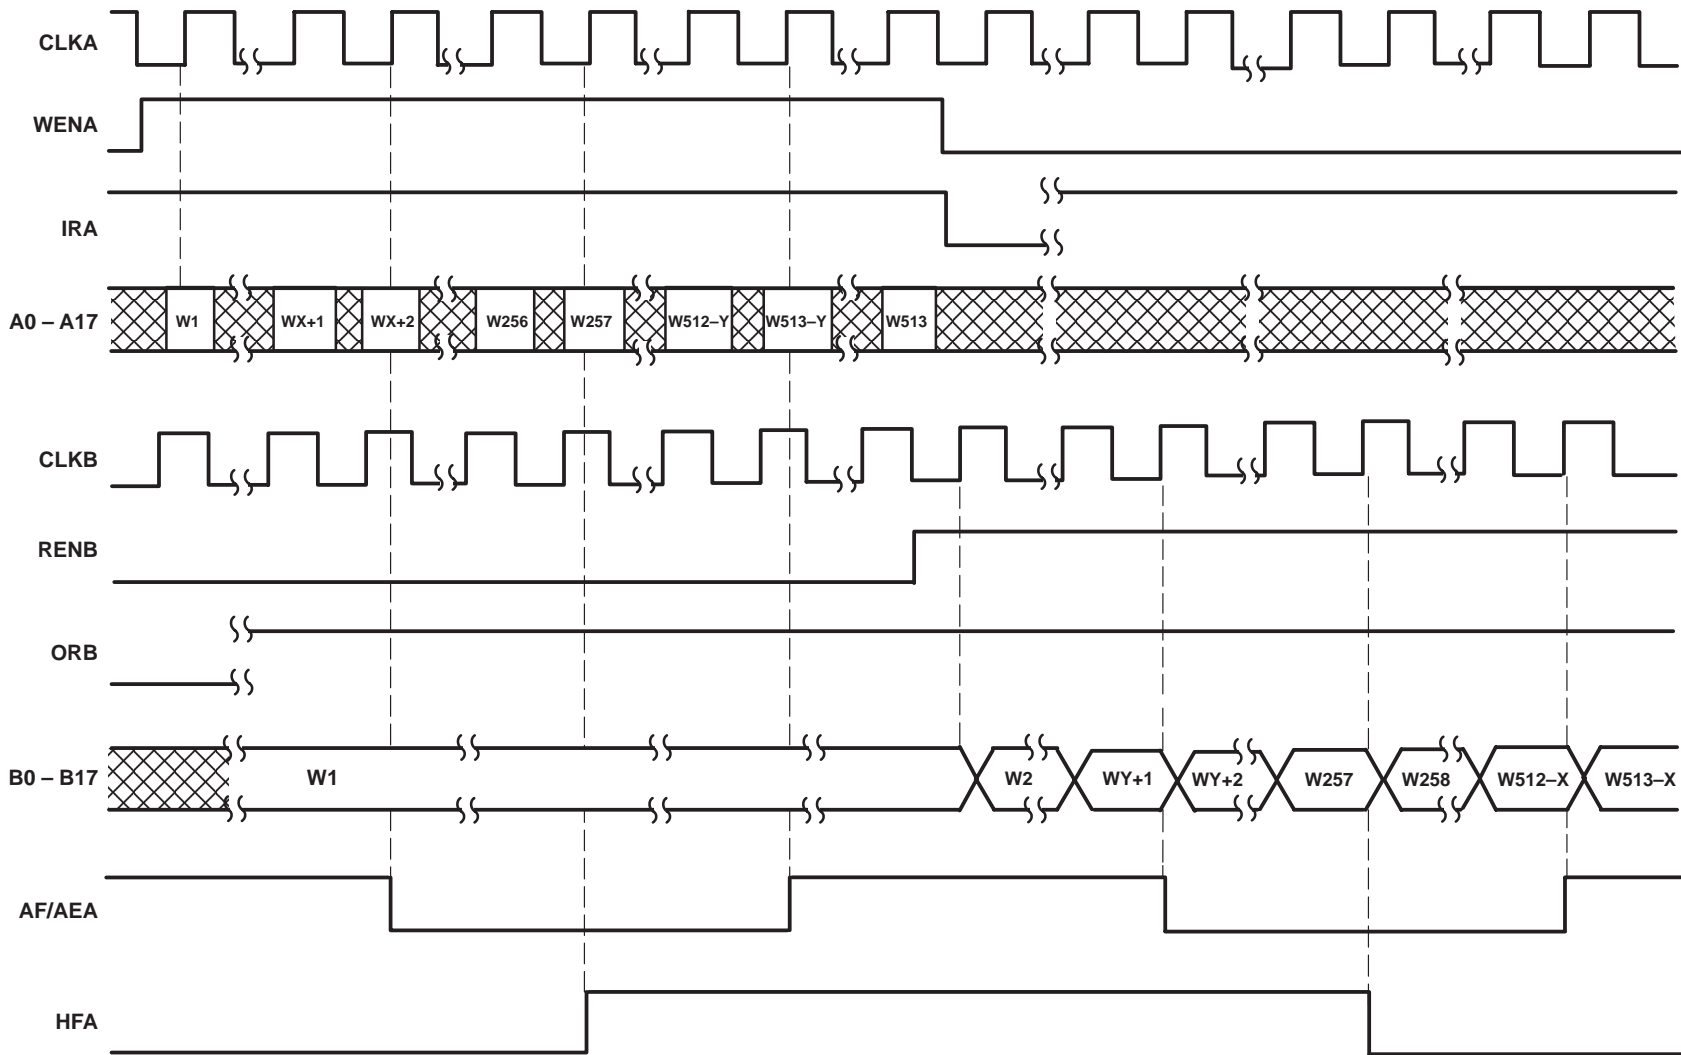 CLKA
WENA
IRA
A0 – A17 W1 WX+1 WX+2 W256 W257 W512–Y W513–Y W513
CLKB
RENB
ORB
B0 – B17 W1 W2 WY+1 WY+2 W257 W258 W512–X W513–X
AF/AEA
HFA